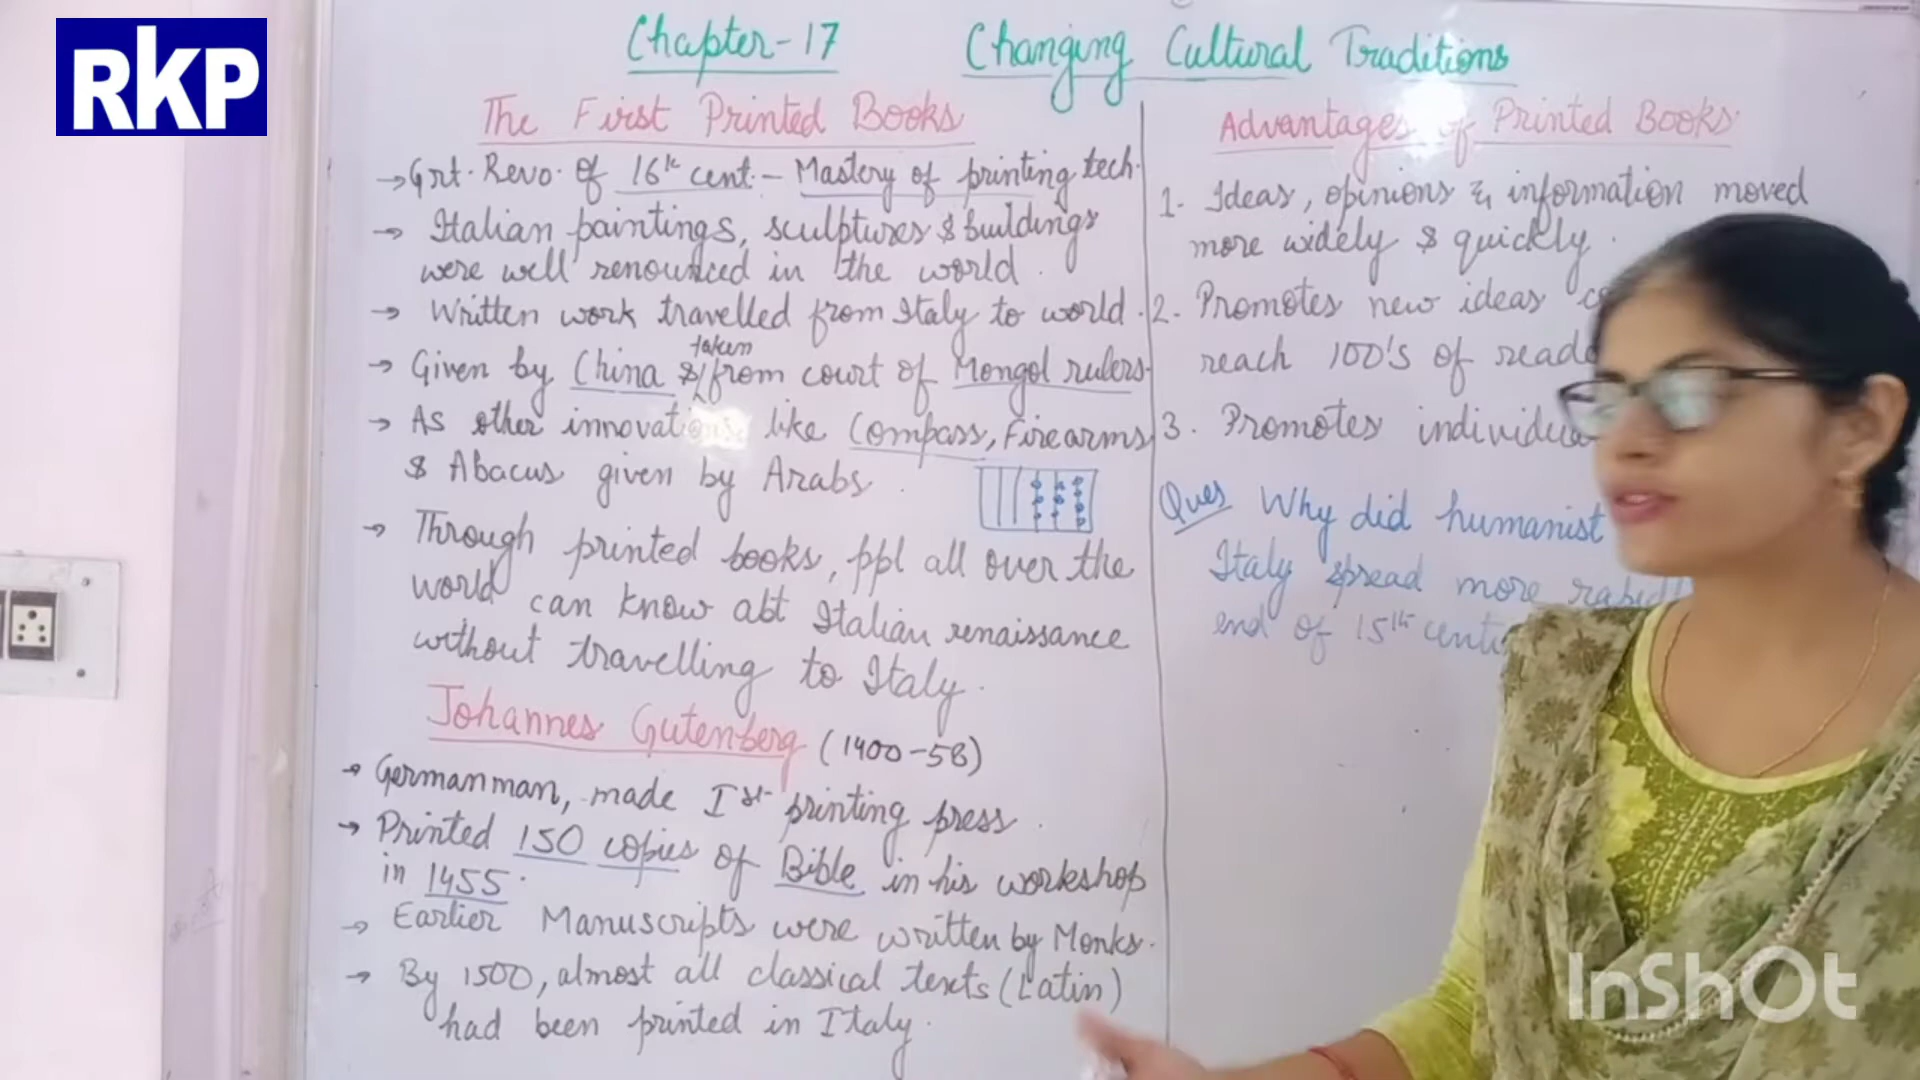 RKP
Chapter-17 Changing Cultural Traditions
The First Printed Books
→ Grt. Revo. of 16th cent. – Mastery of printing tech.
→ Italian paintings, sculptures & buildings
were well renounced in the world.
→ Written work travelled from Italy to world.
→ Given by China & taken from court of Mongol rulers.
→ As other innovations like Compass, Firearms
& Abacus given by Arabs.
→ Through printed books, ppl all over the
world can know abt Italian renaissance
without travelling to Italy.
Johannes Gutenberg (1400-58)
→ German man, made Ist printing press.
→ Printed 150 copies of Bible in his workshop
in 1455.
→ Earlier Manuscripts were written by Monks.
→ By 1500, almost all classical texts (Latin)
had been printed in Italy.
Advantages of Printed Books
1. Ideas, opinions & information moved
more widely & quickly.
2. Promotes new ideas
reach 100's of
3. Promotes
Ques Why did humanist
Italy spread more
end of 15th
InShOt